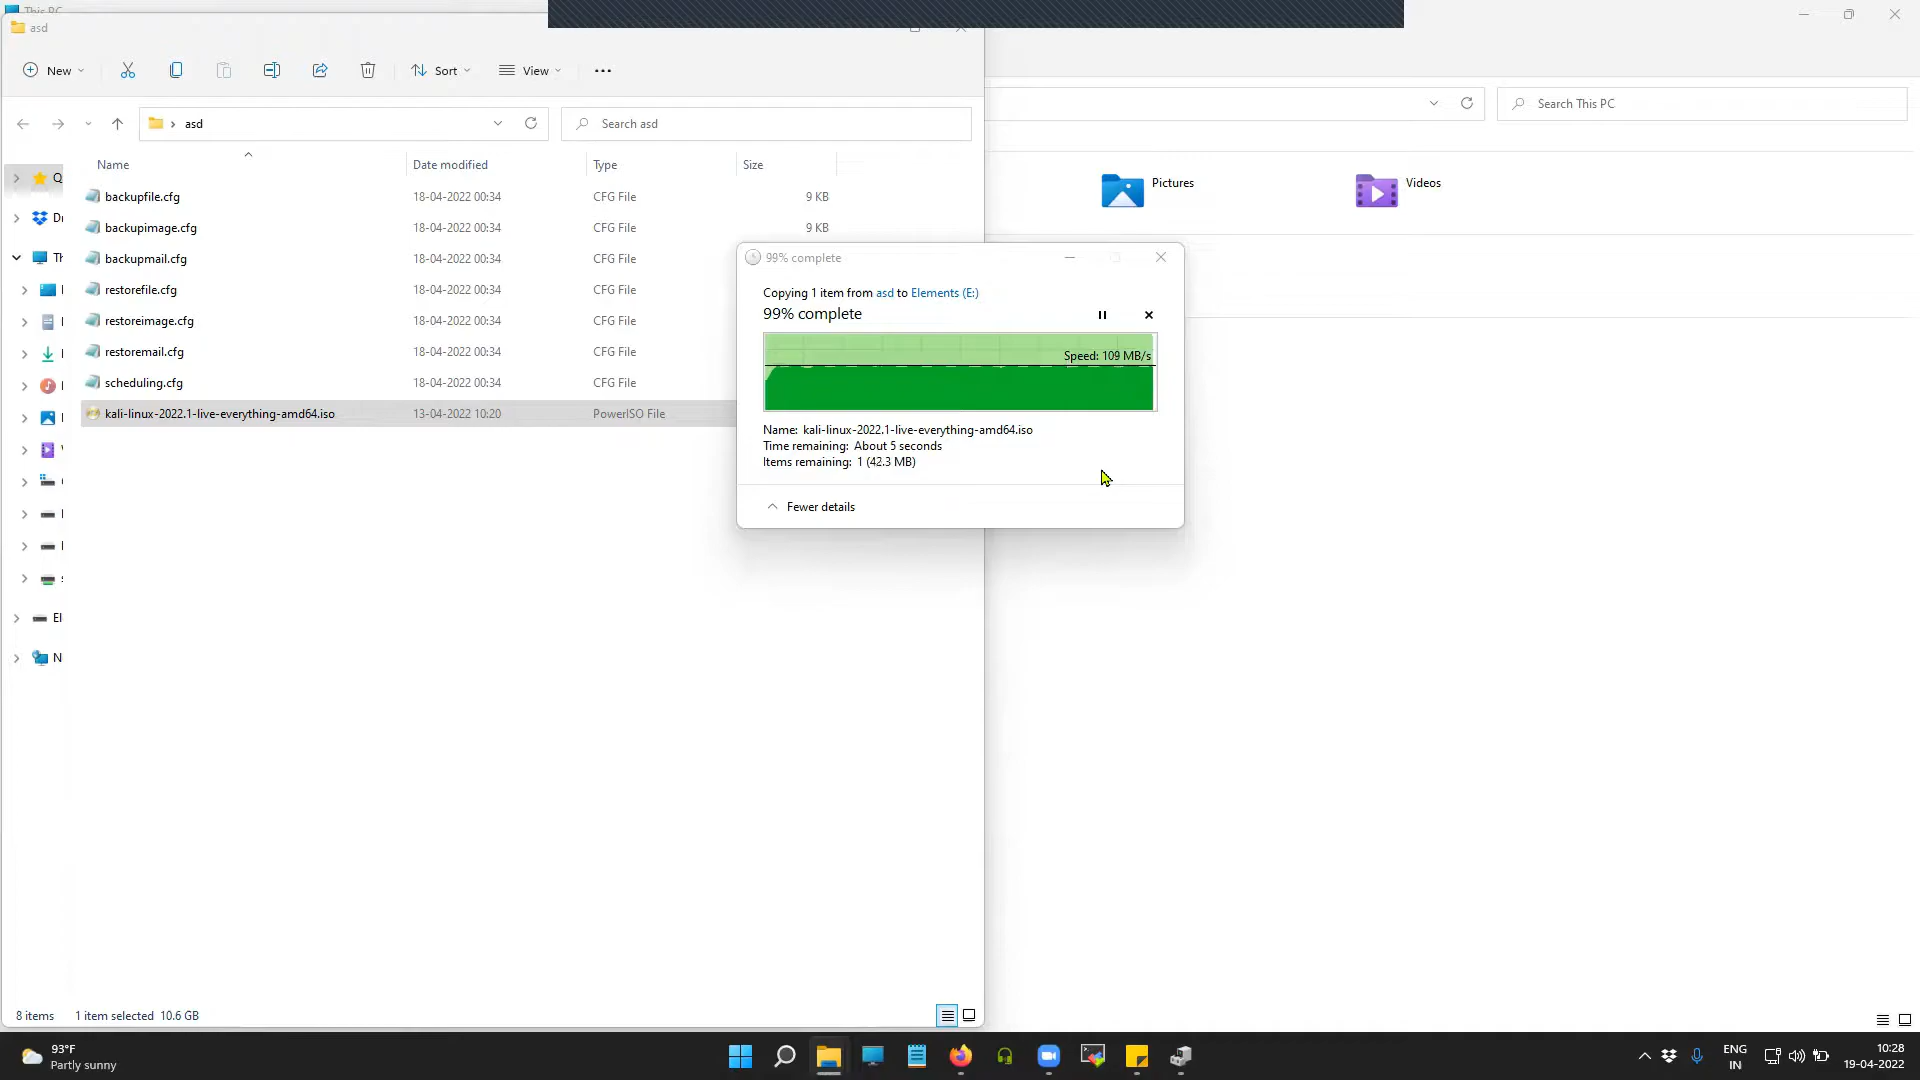 This PC
asd
New
Sort
View
asd
Search asd
Search This PC
Name
Date modified
Type
Size
backupfile.cfg 18-04-2022 00:34 CFG File 9 KB
backupimage.cfg 18-04-2022 00:34 CFG File 9 KB
backupmail.cfg 18-04-2022 00:34 CFG File
restorefile.cfg 18-04-2022 00:34 CFG File
restoreimage.cfg 18-04-2022 00:34 CFG File
restoremail.cfg 18-04-2022 00:34 CFG File
scheduling.cfg 18-04-2022 00:34 CFG File
kali-linux-2022.1-live-everything-amd64.iso 13-04-2022 10:20 PowerISO File
Q
Dr
Th
El
N
Pictures
Videos
99% complete
Copying 1 item from asd to Elements (E:)
99% complete
Speed: 109 MB/s
Name: kali-linux-2022.1-live-everything-amd64.iso
Time remaining: About 5 seconds
Items remaining: 1 (42.3 MB)
Fewer details
8 items 1 item selected 10.6 GB
93°F
Partly sunny
ENG
IN
10:28
19-04-2022